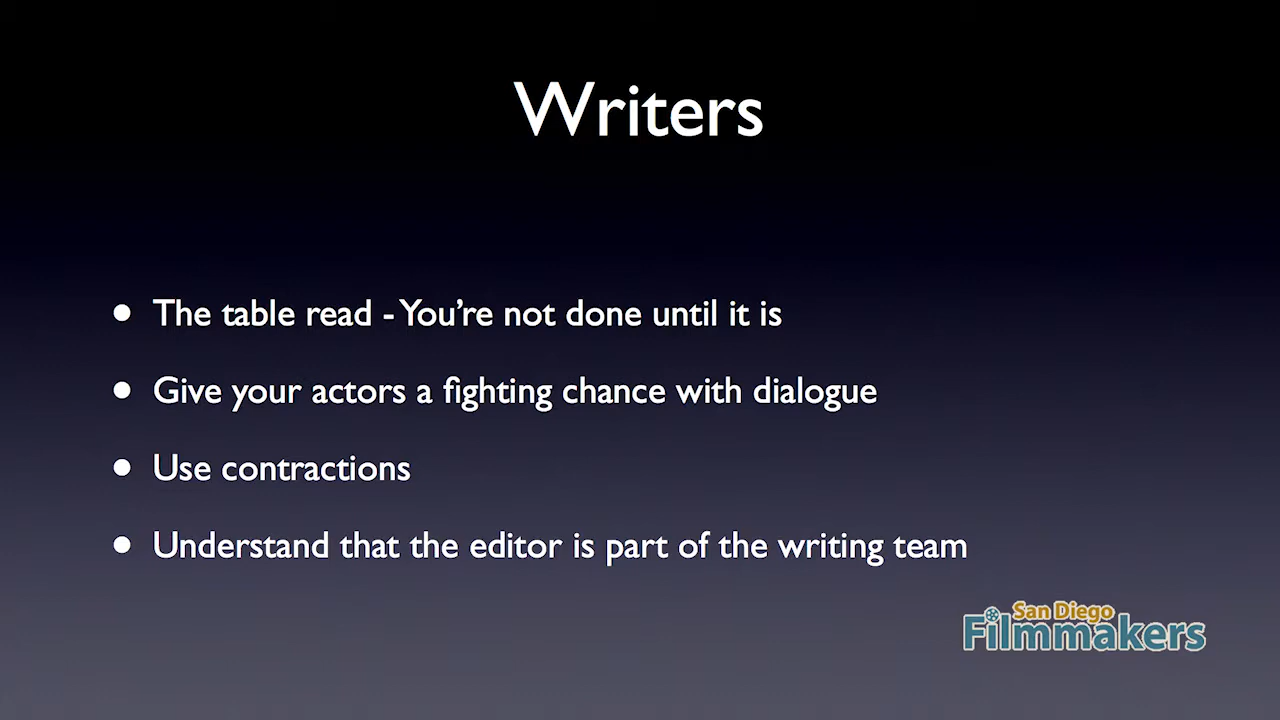 Writers
• The table read - You're not done until it is
• Give your actors a fighting chance with dialogue
• Use contractions
• Understand that the editor is part of the writing team
San Diego
Filmmakers